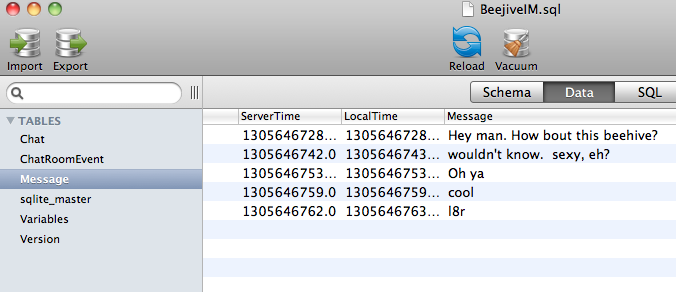 BeejiveIM.sql
Import Export Reload Vacuum
Schema Data SQL
TABLES
Chat
ChatRoomEvent
Message
sqlite_master
Variables
Version
ServerTime LocalTime Message
1305646728... 1305646728... Hey man. How bout this beehive?
1305646742.0 1305646743... wouldn't know.  sexy, eh?
1305646753... 1305646753... Oh ya
1305646759.0 1305646759... cool
1305646762.0 1305646763... l8r